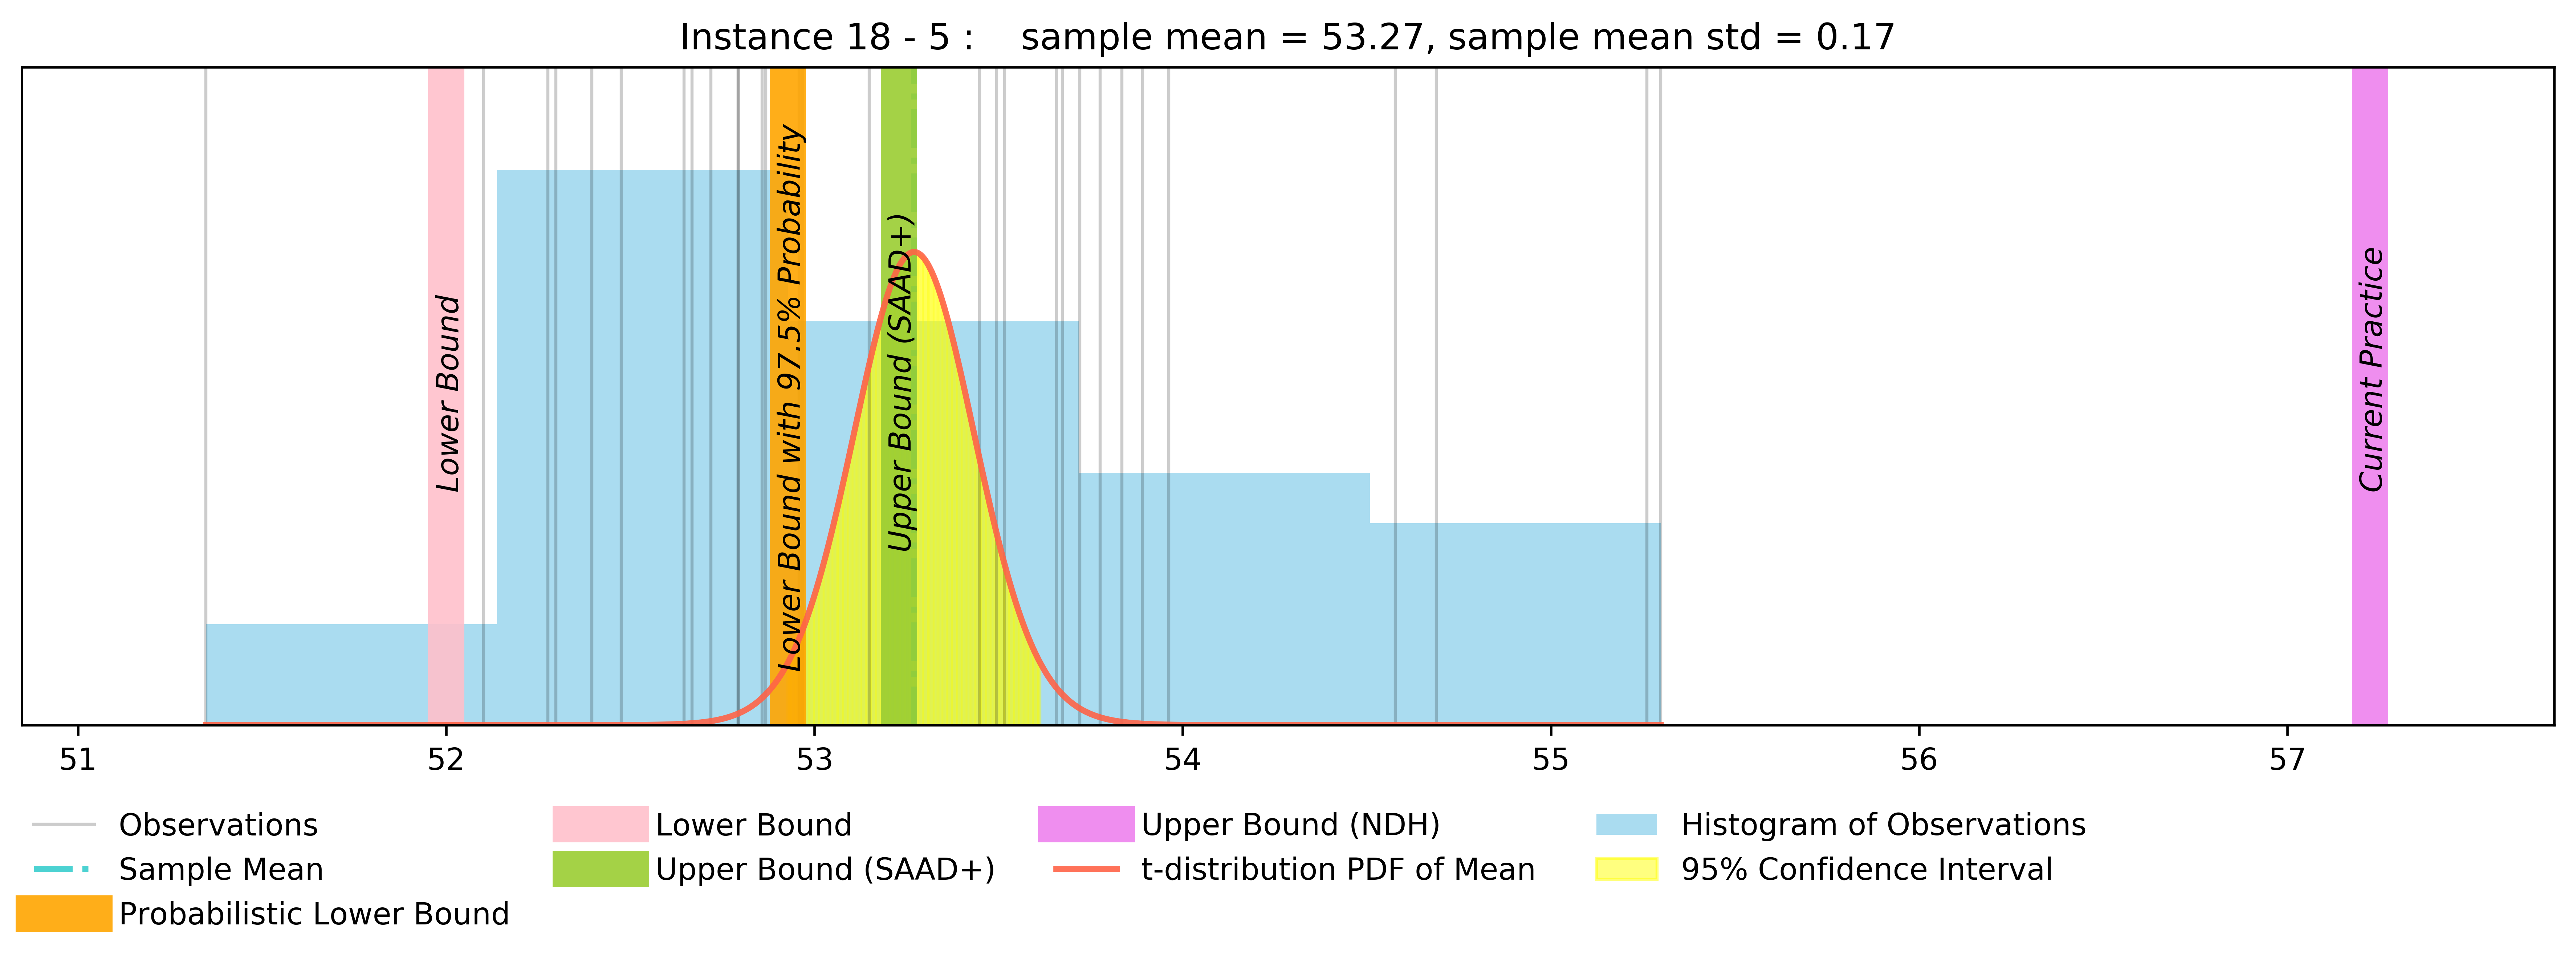 Instance 18 - 5 :    sample mean = 53.27, sample mean std = 0.17
Lower Bound
Lower Bound with 97.5% Probability
Upper Bound (SAAD+)
Current Practice
51 52 53 54 55 56 57
Observations Lower Bound Upper Bound (NDH) Histogram of Observations
Sample Mean Upper Bound (SAAD+) t-distribution PDF of Mean 95% Confidence Interval
Probabilistic Lower Bound